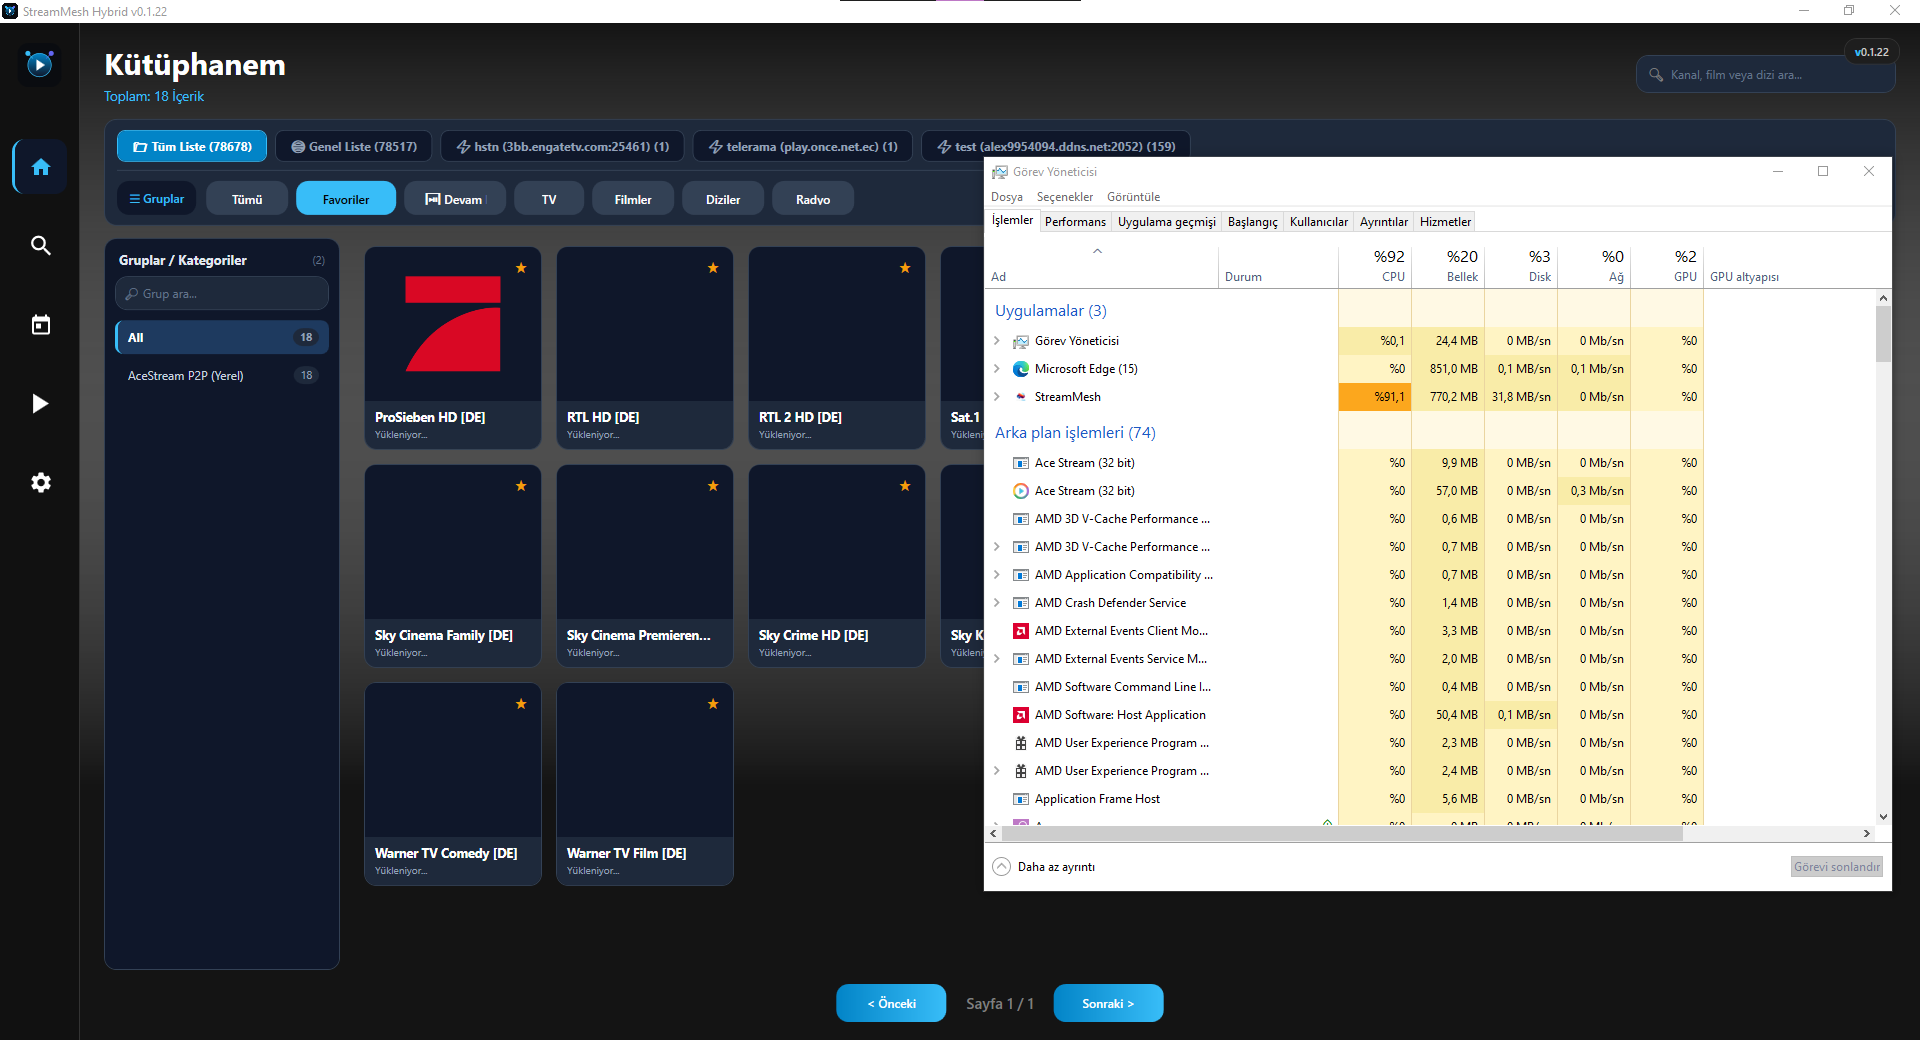 StreamMesh Hybrid v0.1.22
Kütüphanem
Toplam: 18 İçerik
v0.1.22
Kanal, film veya dizi ara...
Tüm Liste (78678)
Genel Liste (78517)
hstn (3bb.engatetv.com:25461) (1)
telerama (play.once.net.ec) (1)
test (alex9954094.ddns.net:2052) (159)
☰ Gruplar
Tümü
Favoriler
Devam
TV
Filmler
Diziler
Radyo
Gruplar / Kategoriler (2)
Grup ara...
All 18
AceStream P2P (Yerel) 18
ProSieben HD [DE]
Yükleniyor...
RTL HD [DE]
Yükleniyor...
RTL 2 HD [DE]
Yükleniyor...
Sat.1
Yükleni
Sky Cinema Family [DE]
Yükleniyor...
Sky Cinema Premieren...
Yükleniyor...
Sky Crime HD [DE]
Yükleniyor...
Sky K
Yükleni
Warner TV Comedy [DE]
Yükleniyor...
Warner TV Film [DE]
Yükleniyor...
< Önceki
Sayfa 1 / 1
Sonraki >
Görev Yöneticisi
Dosya Seçenekler Görüntüle
İşlemler Performans Uygulama geçmişi Başlangıç Kullanıcılar Ayrıntılar Hizmetler
%92 %20 %3 %0 %2
Ad Durum CPU Bellek Disk Ağ GPU GPU altyapısı
Uygulamalar (3)
Görev Yöneticisi %0,1 24,4 MB 0 MB/sn 0 Mb/sn %0
Microsoft Edge (15) %0 851,0 MB 0,1 MB/sn 0,1 Mb/sn %0
StreamMesh %91,1 770,2 MB 31,8 MB/sn 0 Mb/sn %0
Arka plan işlemleri (74)
Ace Stream (32 bit) %0 9,9 MB 0 MB/sn 0 Mb/sn %0
Ace Stream (32 bit) %0 57,0 MB 0 MB/sn 0,3 Mb/sn %0
AMD 3D V-Cache Performance ... %0 0,6 MB 0 MB/sn 0 Mb/sn %0
AMD 3D V-Cache Performance ... %0 0,7 MB 0 MB/sn 0 Mb/sn %0
AMD Application Compatibility ... %0 0,7 MB 0 MB/sn 0 Mb/sn %0
AMD Crash Defender Service %0 1,4 MB 0 MB/sn 0 Mb/sn %0
AMD External Events Client Mo... %0 3,3 MB 0 MB/sn 0 Mb/sn %0
AMD External Events Service M... %0 2,0 MB 0 MB/sn 0 Mb/sn %0
AMD Software Command Line I... %0 0,4 MB 0 MB/sn 0 Mb/sn %0
AMD Software: Host Application %0 50,4 MB 0,1 MB/sn 0 Mb/sn %0
AMD User Experience Program ... %0 2,3 MB 0 MB/sn 0 Mb/sn %0
AMD User Experience Program ... %0 2,4 MB 0 MB/sn 0 Mb/sn %0
Application Frame Host %0 5,6 MB 0 MB/sn 0 Mb/sn %0
Daha az ayrıntı
Görevi sonlandır